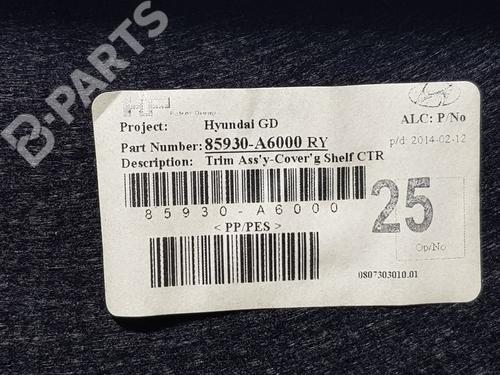 B-PARTS
Project: Hyundai GD ALC: P/No
Part Number: 85930-A6000 RY p/d: 2014-02-12
Description: Trim Ass'y-Cover'g Shelf CTR
85930-A6000
< PP/PES >
25
Op/No
0807303010.01